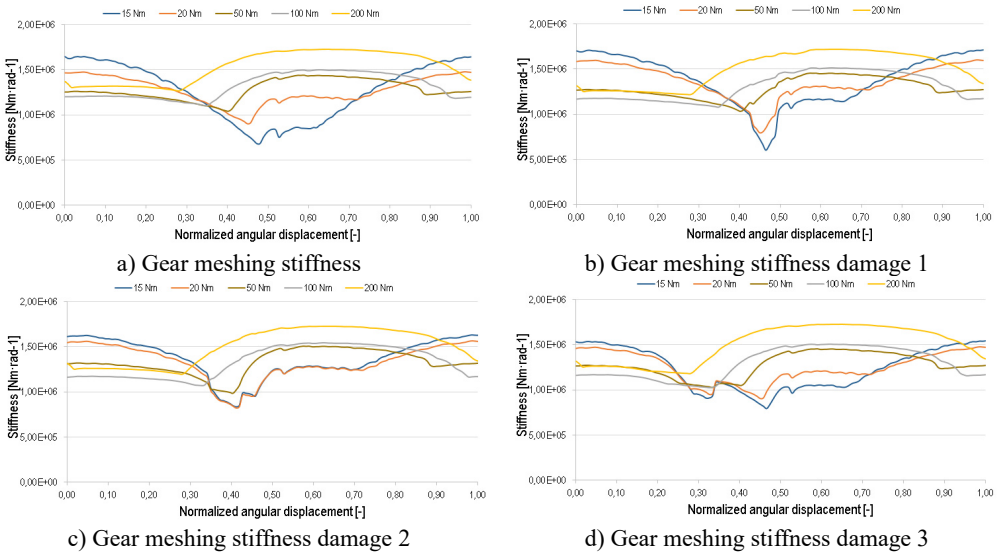 15 Nm 20 Nm 50 Nm 100 Nm 200 Nm
Stiffness [Nm·rad-1]
2,00E+06
1,50E+06
1,00E+06
5,00E+05
0,00E+00
0,00 0,10 0,20 0,30 0,40 0,50 0,60 0,70 0,80 0,90 1,00
Normalized angular displacement [-]
a) Gear meshing stiffness
15 Nm 20 Nm 50 Nm 100 Nm 200 Nm
Stiffness [Nm·rad-1]
2,00E+06
1,50E+06
1,00E+06
5,00E+05
0,00E+00
0,00 0,10 0,20 0,30 0,40 0,50 0,60 0,70 0,80 0,90 1,00
Normalized angular displacement [-]
b) Gear meshing stiffness damage 1
15 Nm 20 Nm 50 Nm 100 Nm 200 Nm
Stiffness [Nm·rad-1]
2,00E+06
1,50E+06
1,00E+06
5,00E+05
0,00E+00
0,00 0,10 0,20 0,30 0,40 0,50 0,60 0,70 0,80 0,90 1,00
Normalized angular displacement [-]
c) Gear meshing stiffness damage 2
15 Nm 20 Nm 50 Nm 100 Nm 200 Nm
Stiffness [Nm·rad-1]
2,00E+06
1,50E+06
1,00E+06
5,00E+05
0,00E+00
0,00 0,10 0,20 0,30 0,40 0,50 0,60 0,70 0,80 0,90 1,00
Normalized angular displacement [-]
d) Gear meshing stiffness damage 3